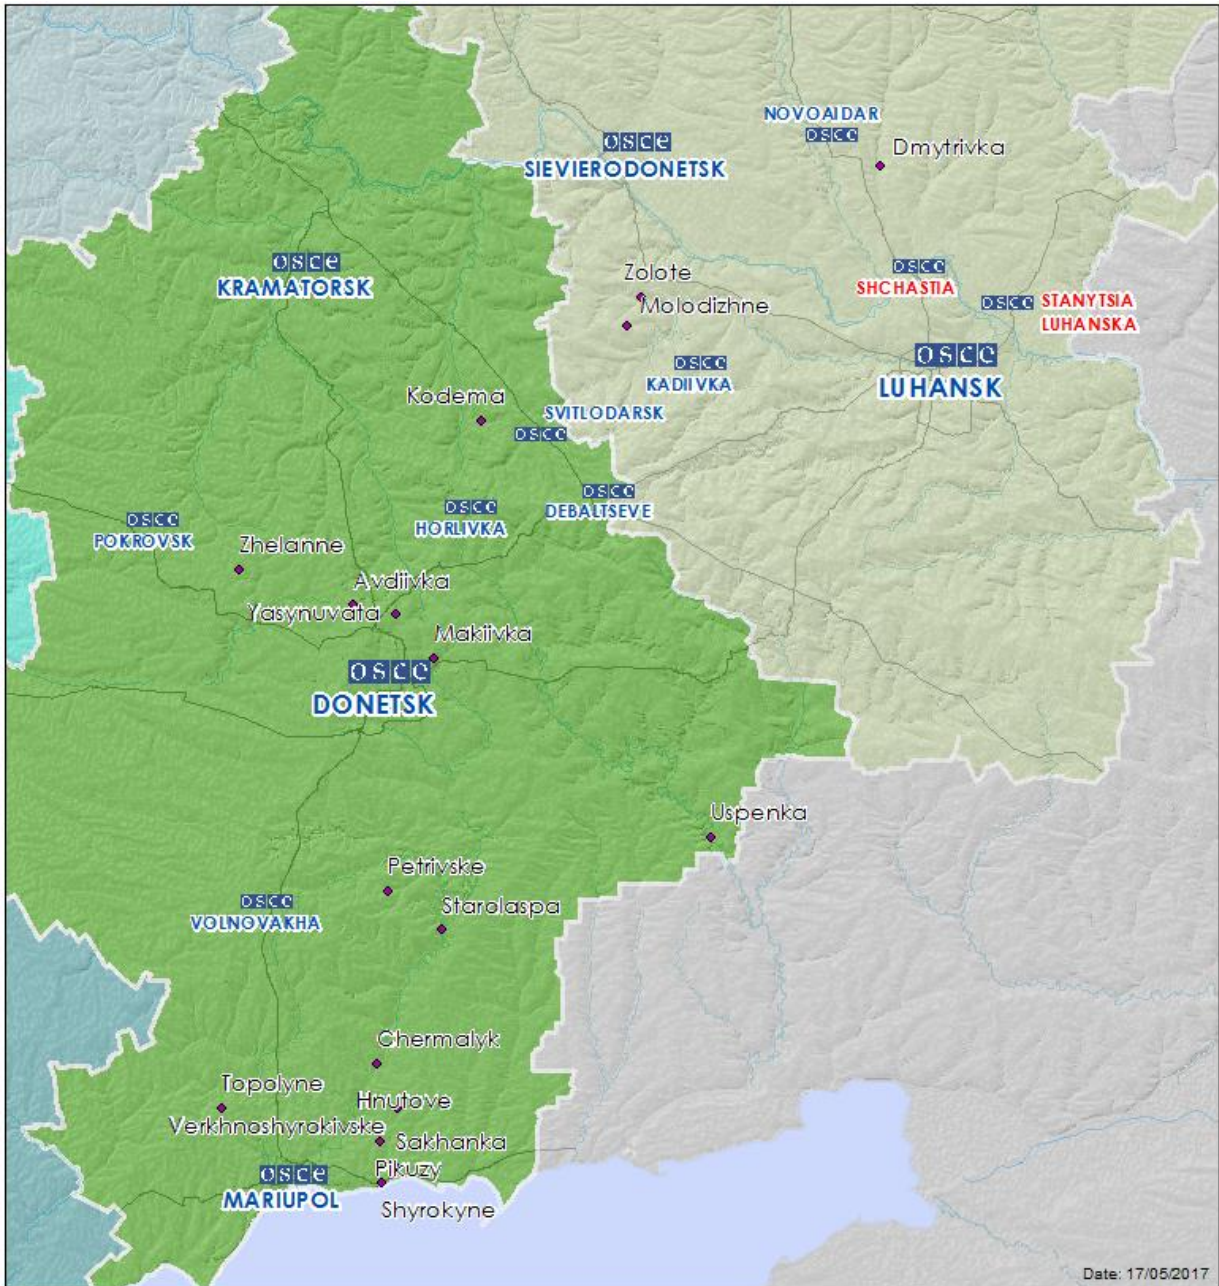 NOVOAIDAR
osce
Dmytrivka
osce
SIEVIERODONETSK
osce
KRAMATORSK
Zolote
Molodizhne
osce
SHCHASTIA
osce
STANYTSIA
LUHANSKA
osce
LUHANSK
osce
KADIIVKA
Kodema
SVITLODARSK
osce
osce
DEBALTSEVE
osce
HORLIVKA
osce
POKROVSK
Zhelanne
Avdiivka
Yasynuvata
Makiivka
osce
DONETSK
Uspenka
Petrivske
osce
VOLNOVAKHA
Starolaspa
Chermalyk
Topolyne
Hnutove
Verkhnoshyrokivske
Sakhanka
osce
MARIUPOL
Pikuzy
Shyrokyne
Date: 17/05/2017